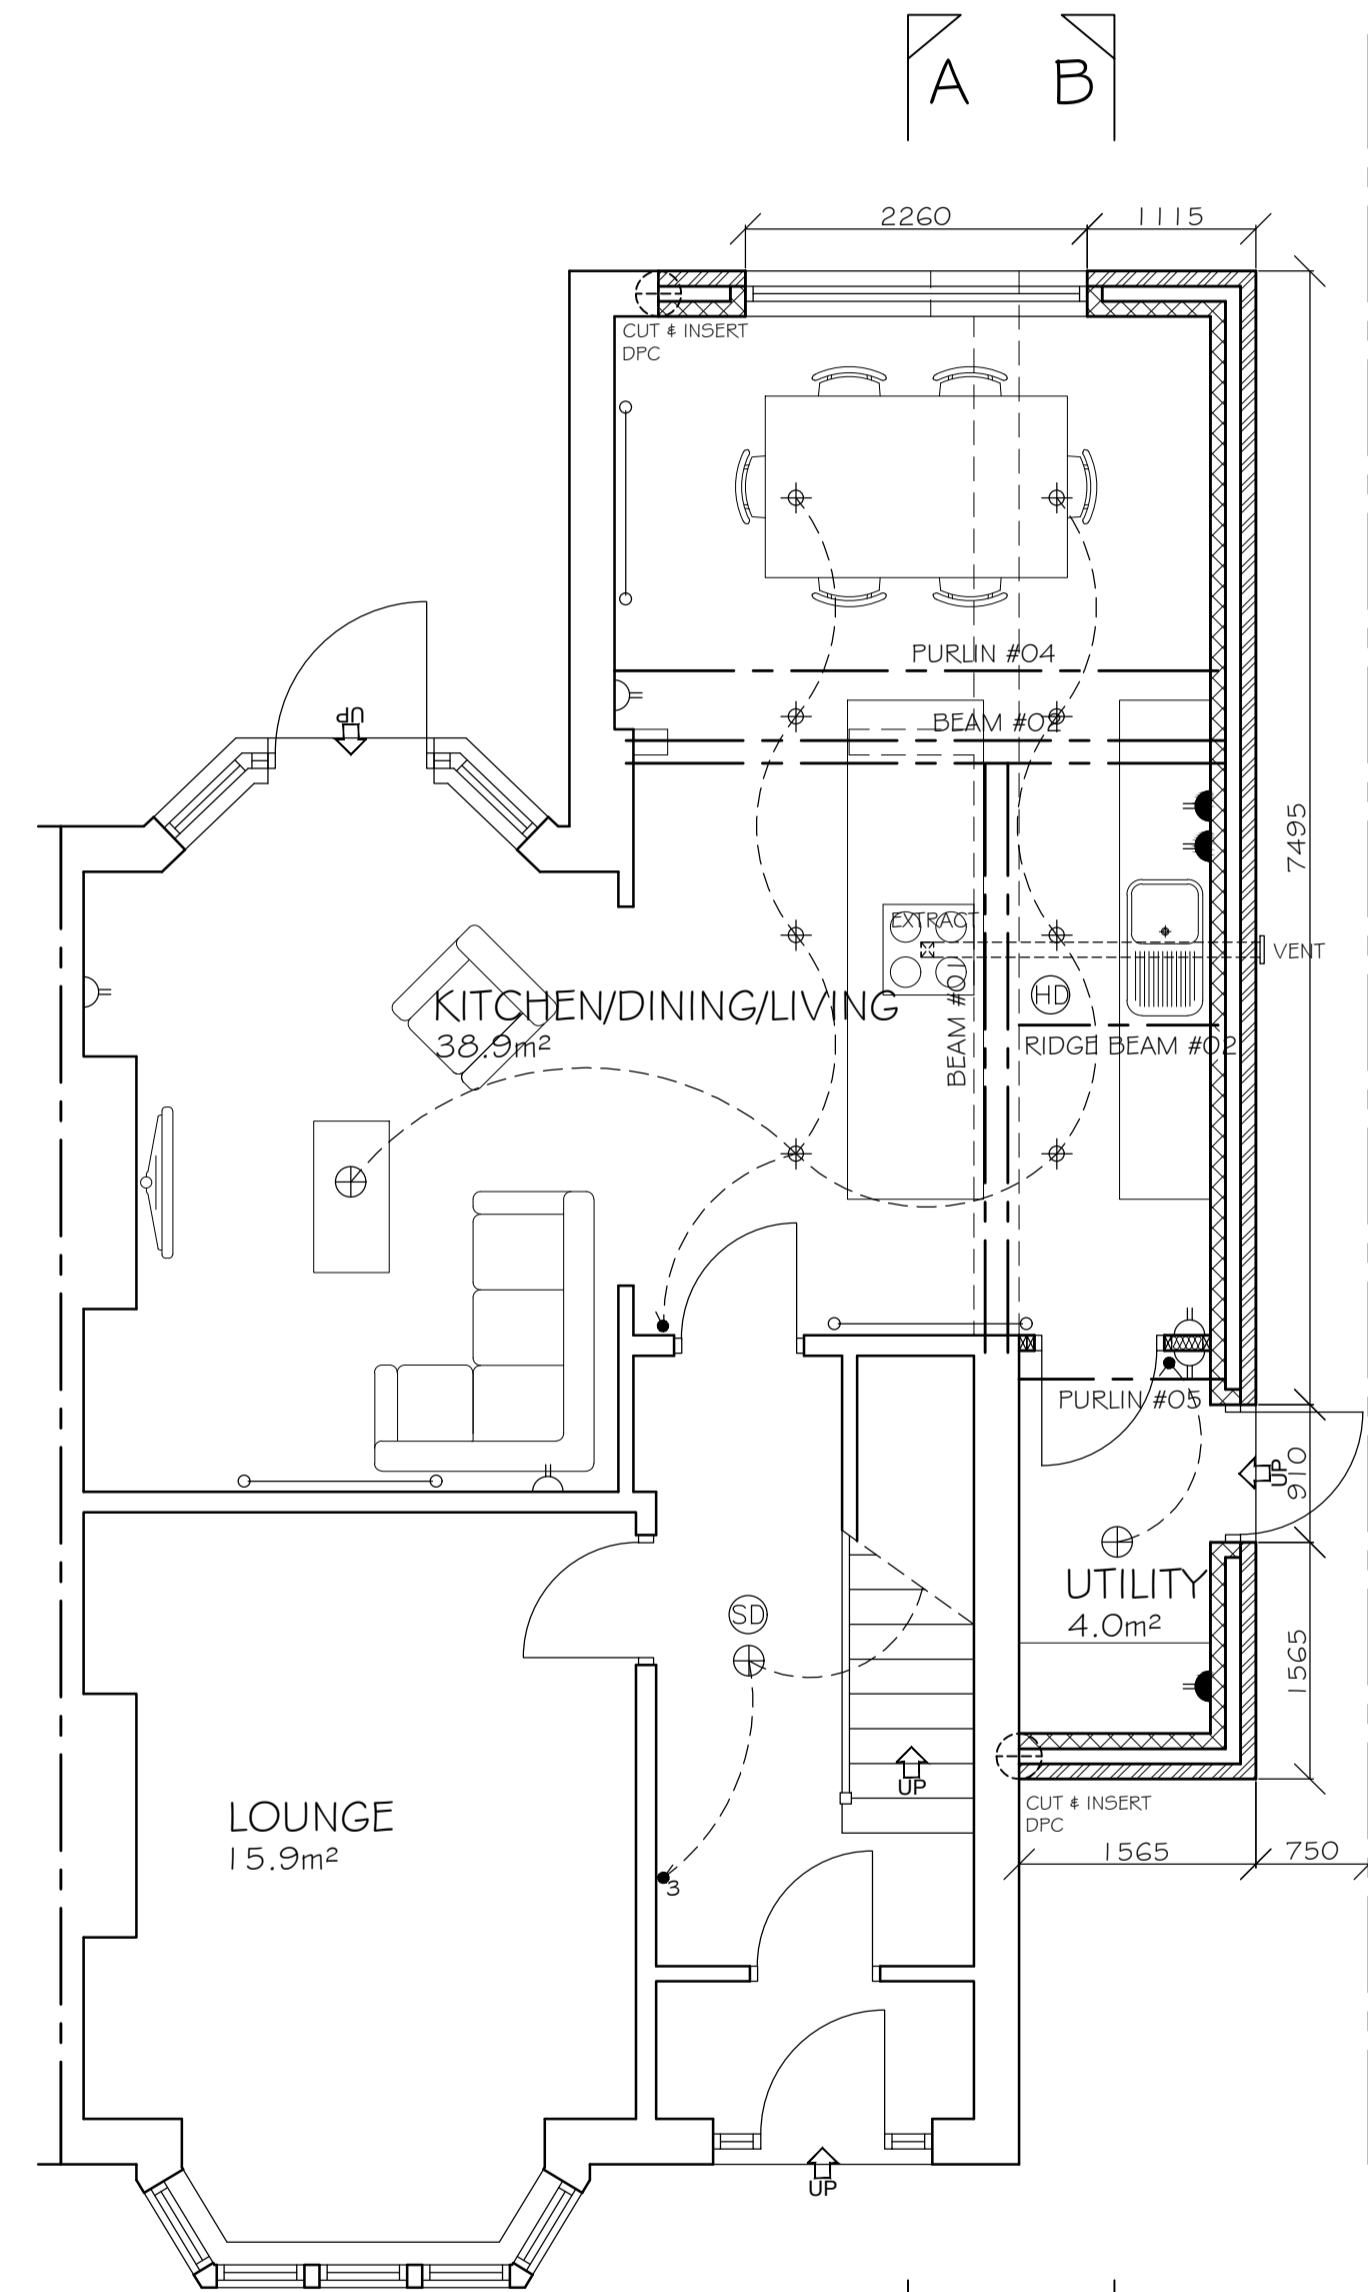 A B
2260 1115
CUT & INSERT
DPC
PURLIN #04
UP
BEAM #02
7495
EXTRACT
VENT
KITCHEN/DINING/LIVING
38.9m²
HD
BEAM #01
RIDGE BEAM #02
PURLIN #05
UP
910
UTILITY
4.0m²
SD
1565
UP
CUT & INSERT
DPC
LOUNGE
15.9m²
1565 750
3
UP